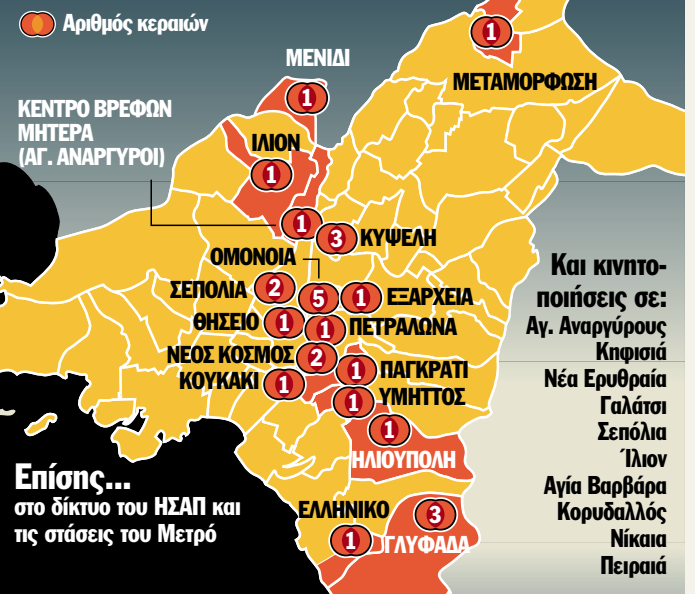 Αριθμός κεραιών
1
ΜΕΤΑΜΟΡΦΩΣΗ
ΜΕΝΙΔΙ
1
ΚΕΝΤΡΟ ΒΡΕΦΩΝ
ΜΗΤΕΡΑ
(ΑΓ. ΑΝΑΡΓΥΡΟΙ)
1
ΙΛΙΟΝ
1
3 ΚΥΨΕΛΗ
ΟΜΟΝΟΙΑ
5
ΣΕΠΟΛΙΑ 2
1 ΕΞΑΡΧΕΙΑ
ΘΗΣΕΙΟ 1
1 ΠΕΤΡΑΛΩΝΑ
ΝΕΟΣ ΚΟΣΜΟΣ 2
1 ΠΑΓΚΡΑΤΙ
ΚΟΥΚΑΚΙ 1
1 ΥΜΗΤΤΟΣ
1
ΗΛΙΟΥΠΟΛΗ
ΕΛΛΗΝΙΚΟ
1
3
ΓΛΥΦΑΔΑ
Και κινητο-
ποιήσεις σε:
Αγ. Αναργύρους
Κηφισιά
Νέα Ερυθραία
Γαλάτσι
Σεπόλια
Ίλιον
Αγία Βαρβάρα
Κορυδαλλός
Νίκαια
Πειραιά
Επίσης...
στο δίκτυο του ΗΣΑΠ και
τις στάσεις του Μετρό